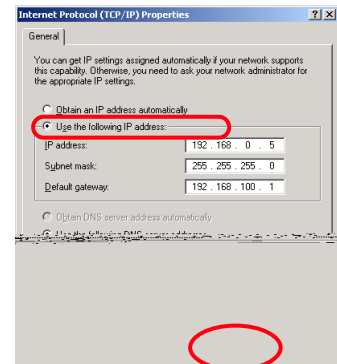 Internet Protocol (TCP/IP) Properties
General
You can get IP settings assigned automatically if your network supports
this capability. Otherwise, you need to ask your network administrator for
the appropriate IP settings.
Obtain an IP address automatically
Use the following IP address:
IP address: 192 . 168 . 0 . 5
Subnet mask: 255 . 255 . 255 . 0
Default gateway: 192 . 168 . 100 . 1
Obtain DNS server address automatically